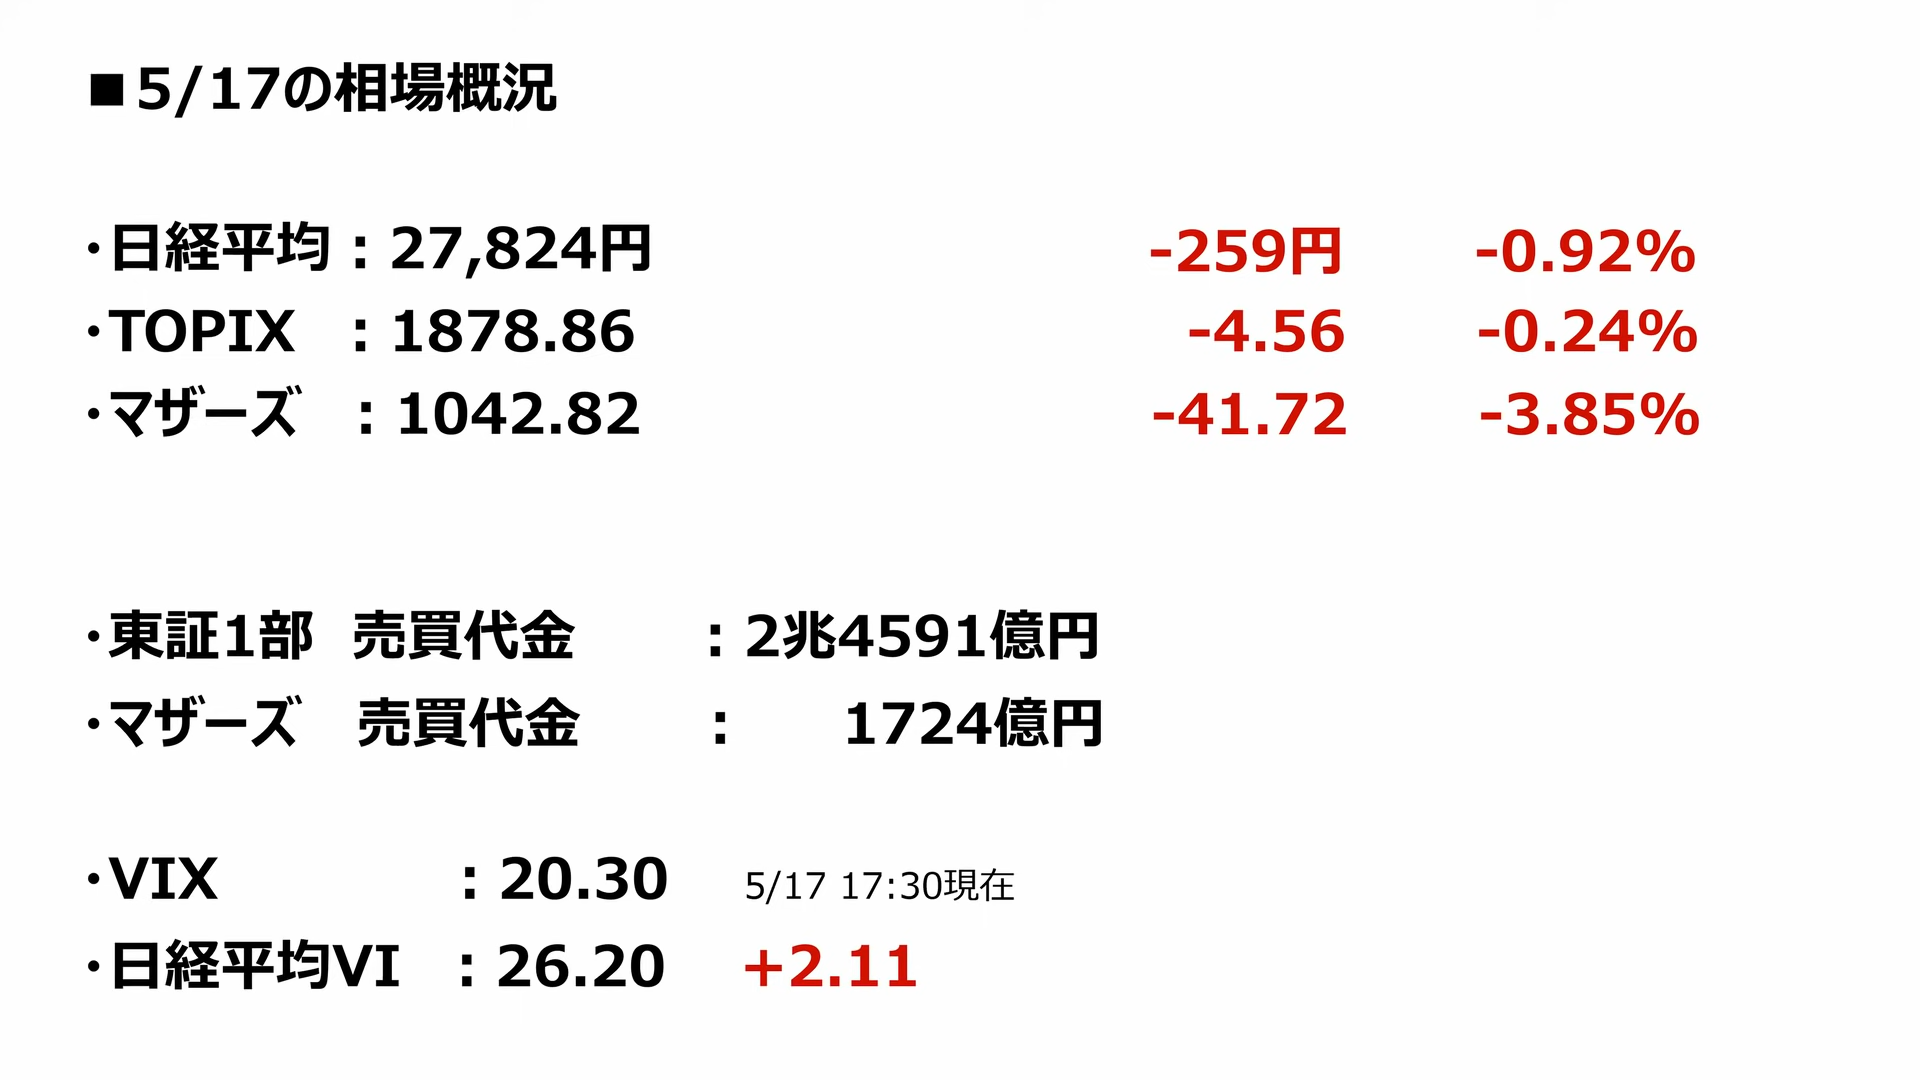 ■5/17の相場概況
・日経平均：27,824円 -259円 -0.92%
・TOPIX ：1878.86 -4.56 -0.24%
・マザーズ ：1042.82 -41.72 -3.85%
・東証1部 売買代金 ：2兆4591億円
・マザーズ 売買代金 ： 1724億円
・VIX ：20.30 5/17 17:30現在
・日経平均VI ：26.20 +2.11